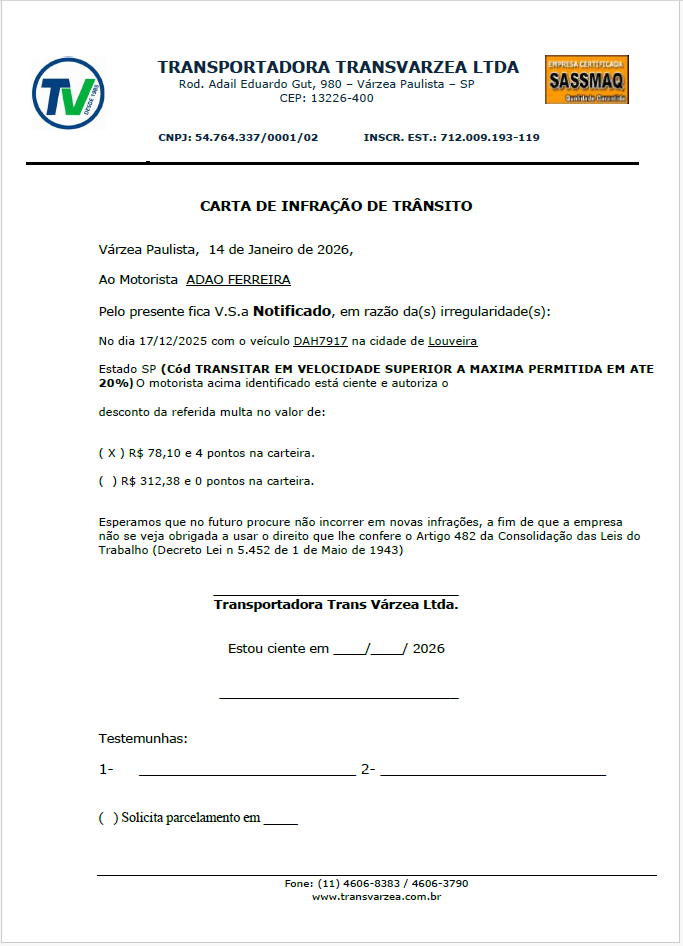 TV
DESDE 1985
TRANSPORTADORA TRANSVARZEA LTDA
Rod. Adail Eduardo Gut, 980 – Várzea Paulista – SP
CEP: 13226-400
EMPRESA CERTIFICADA
SASSMAQ
Qualidade Garantida
CNPJ: 54.764.337/0001/02 INSCR. EST.: 712.009.193-119
CARTA DE INFRAÇÃO DE TRÂNSITO
Várzea Paulista, 14 de Janeiro de 2026,
Ao Motorista ADAO FERREIRA
Pelo presente fica V.S.a Notificado, em razão da(s) irregularidade(s):
No dia 17/12/2025 com o veículo DAH7917 na cidade de Louveira
Estado SP (Cód TRANSITAR EM VELOCIDADE SUPERIOR A MAXIMA PERMITIDA EM ATE
20%) O motorista acima identificado está ciente e autoriza o
desconto da referida multa no valor de:
( X ) R$ 78,10 e 4 pontos na carteira.
( ) R$ 312,38 e 0 pontos na carteira.
Esperamos que no futuro procure não incorrer em novas infrações, a fim de que a empresa
não se veja obrigada a usar o direito que lhe confere o Artigo 482 da Consolidação das Leis do
Trabalho (Decreto Lei n 5.452 de 1 de Maio de 1943)
Transportadora Trans Várzea Ltda.
Estou ciente em ____/____/ 2026
Testemunhas:
1- ____________________________ 2- _____________________________
( ) Solicita parcelamento em _____
Fone: (11) 4606-8383 / 4606-3790
www.transvarzea.com.br